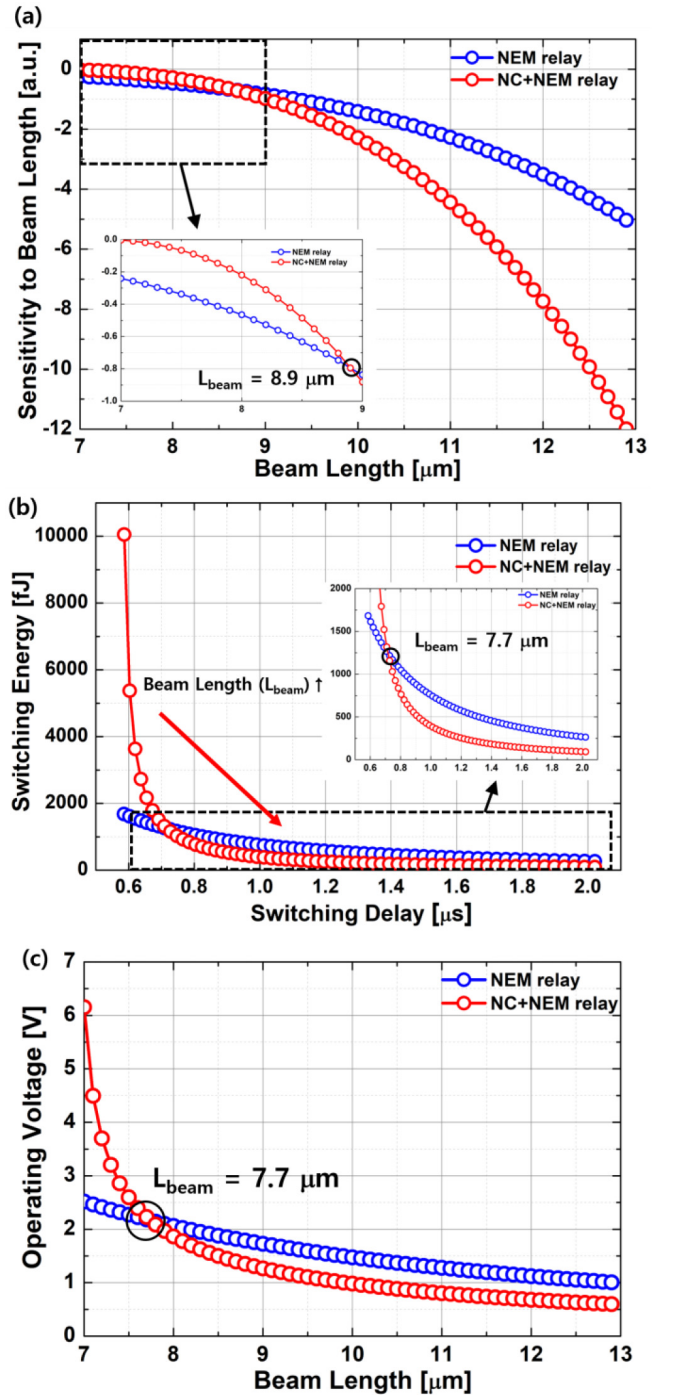 (a)
Sensitivity to Beam Length [a.u.]
0
-2
-4
-6
-8
-10
-12
NEM relay
NC+NEM relay
0.0
-0.2
-0.4
-0.6
-0.8
-1.0
NEM relay
NC+NEM relay
Lbeam = 8.9 μm
7 8 9
7 8 9 10 11 12 13
Beam Length [μm]
(b)
Switching Energy [fJ]
10000
8000
6000
4000
2000
0
NEM relay
NC+NEM relay
Beam Length (Lbeam) ↑
2000
1750
1250
1000
750
500
250
0
NEM relay
NC+NEM relay
Lbeam = 7.7 μm
0.6 0.8 1.0 1.2 1.4 1.6 1.8 2.0
0.6 0.8 1.0 1.2 1.4 1.6 1.8 2.0
Switching Delay [μs]
(c)
Operating Voltage [V]
7
6
5
4
3
2
1
0
NEM relay
NC+NEM relay
Lbeam = 7.7 μm
7 8 9 10 11 12 13
Beam Length [μm]